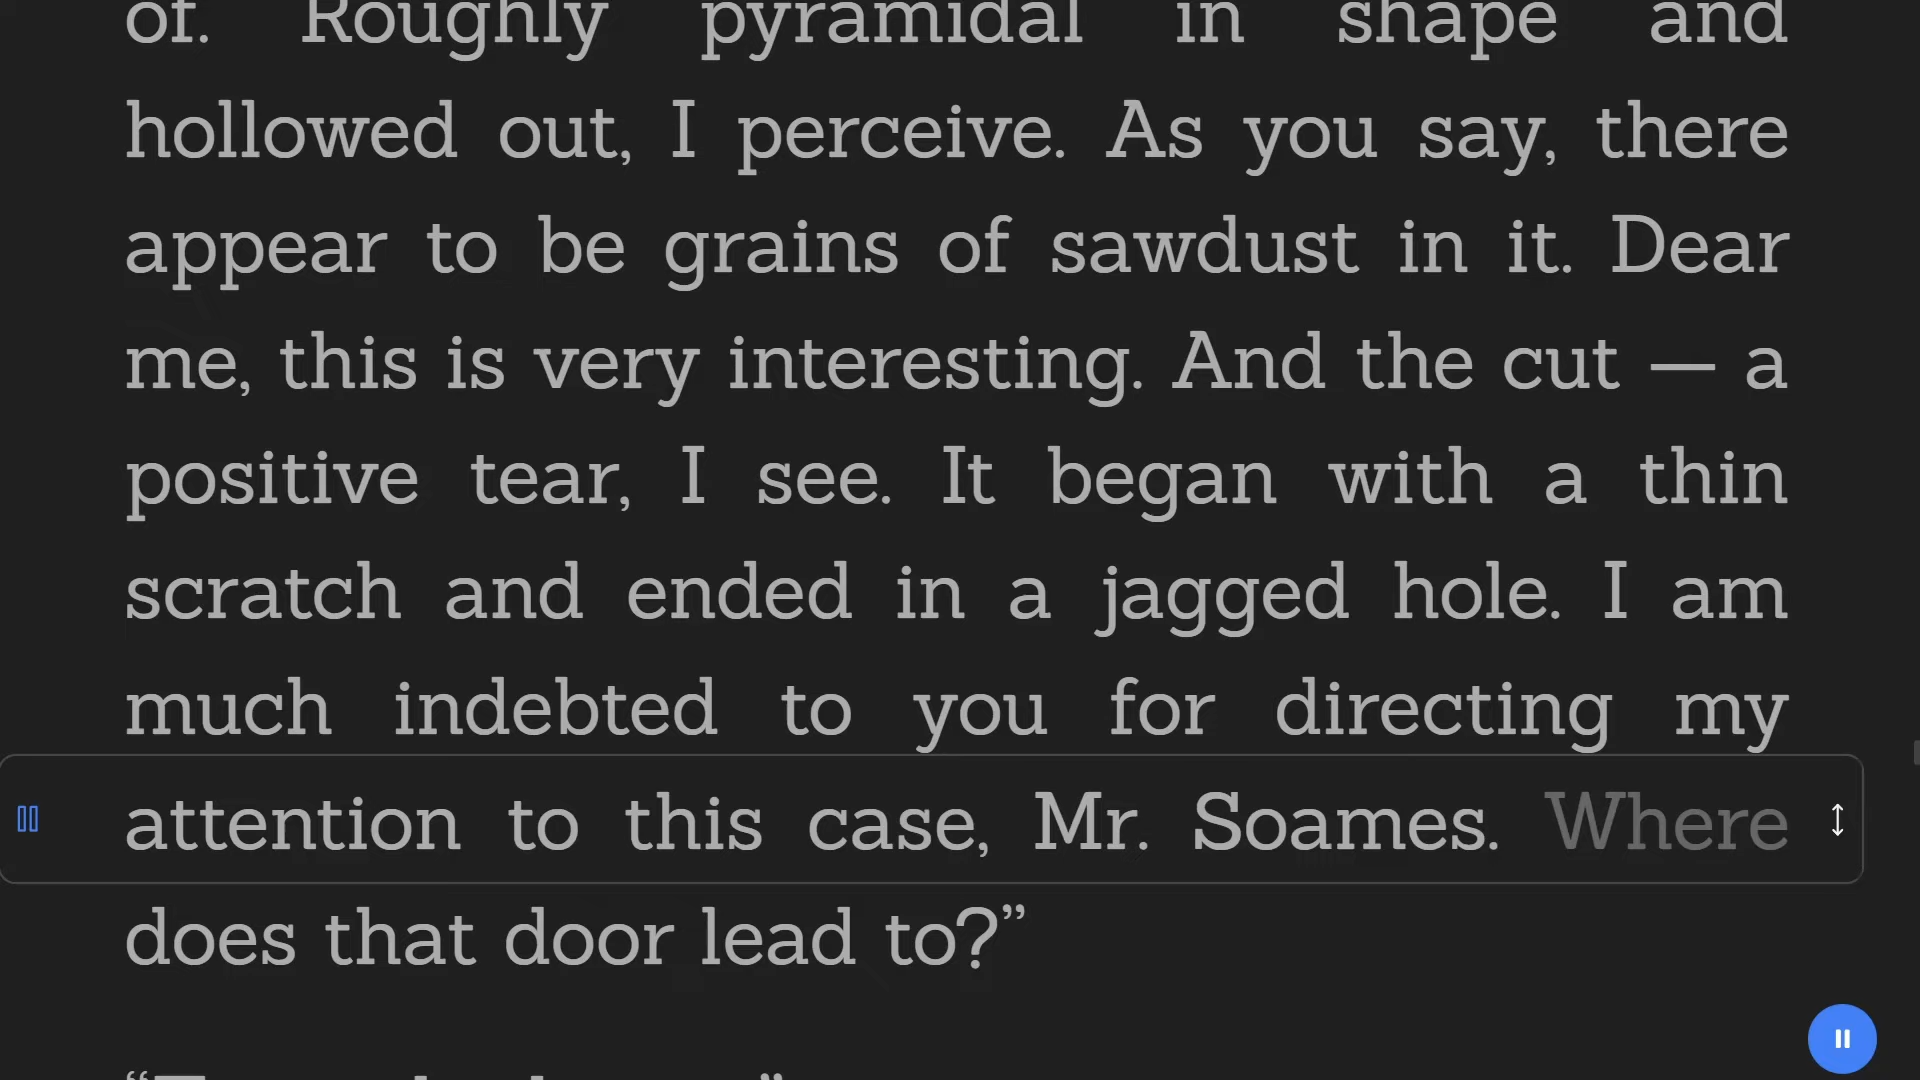 of. Roughly pyramidal in shape and
hollowed out, I perceive. As you say, there
appear to be grains of sawdust in it. Dear
me, this is very interesting. And the cut — a
positive tear, I see. It began with a thin
scratch and ended in a jagged hole. I am
much indebted to you for directing my
attention to this case, Mr. Soames. Where
does that door lead to?”